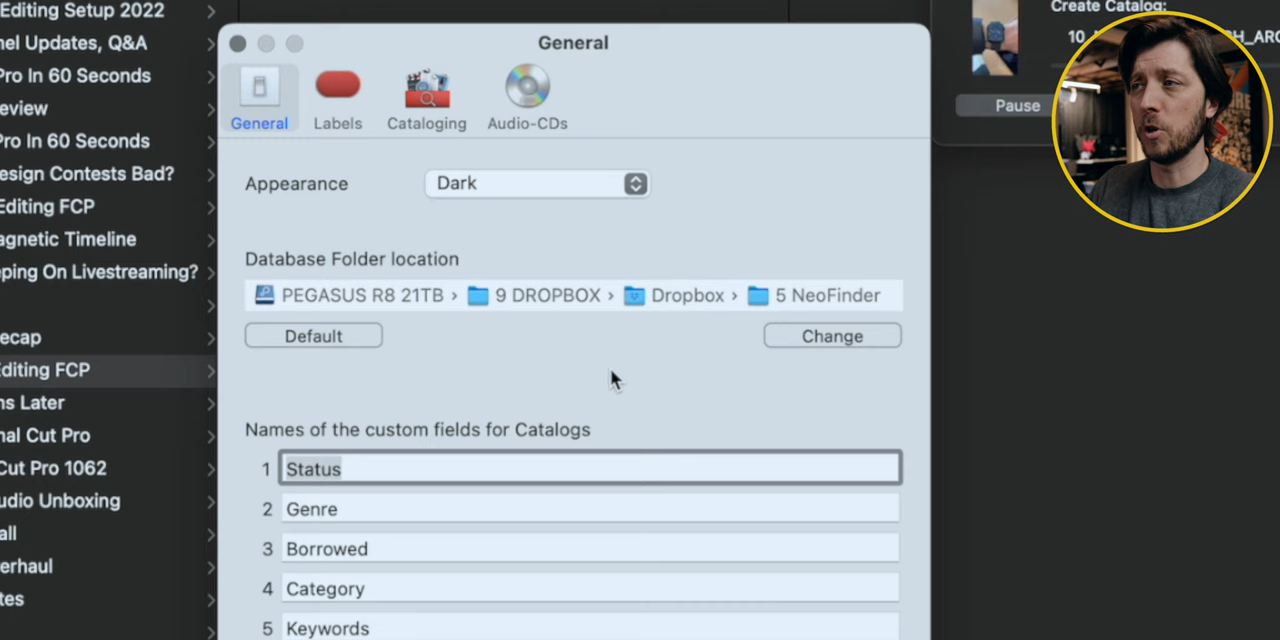 Editing Setup 2022
nel Updates, Q&A
Pro In 60 Seconds
eview
Pro In 60 Seconds
esign Contests Bad?
Editing FCP
agnetic Timeline
ping On Livestreaming?
ecap
Editing FCP
ns Later
nal Cut Pro
Cut Pro 1062
udio Unboxing
all
erhaul
tes
General
General
Labels
Cataloging
Audio-CDs
Appearance
Dark
Database Folder location
PEGASUS R8 21TB › 9 DROPBOX › Dropbox › 5 NeoFinder
Default
Change
Names of the custom fields for Catalogs
1 Status
2 Genre
3 Borrowed
4 Category
5 Keywords
Create Catalog:
10
H_ARC
Pause